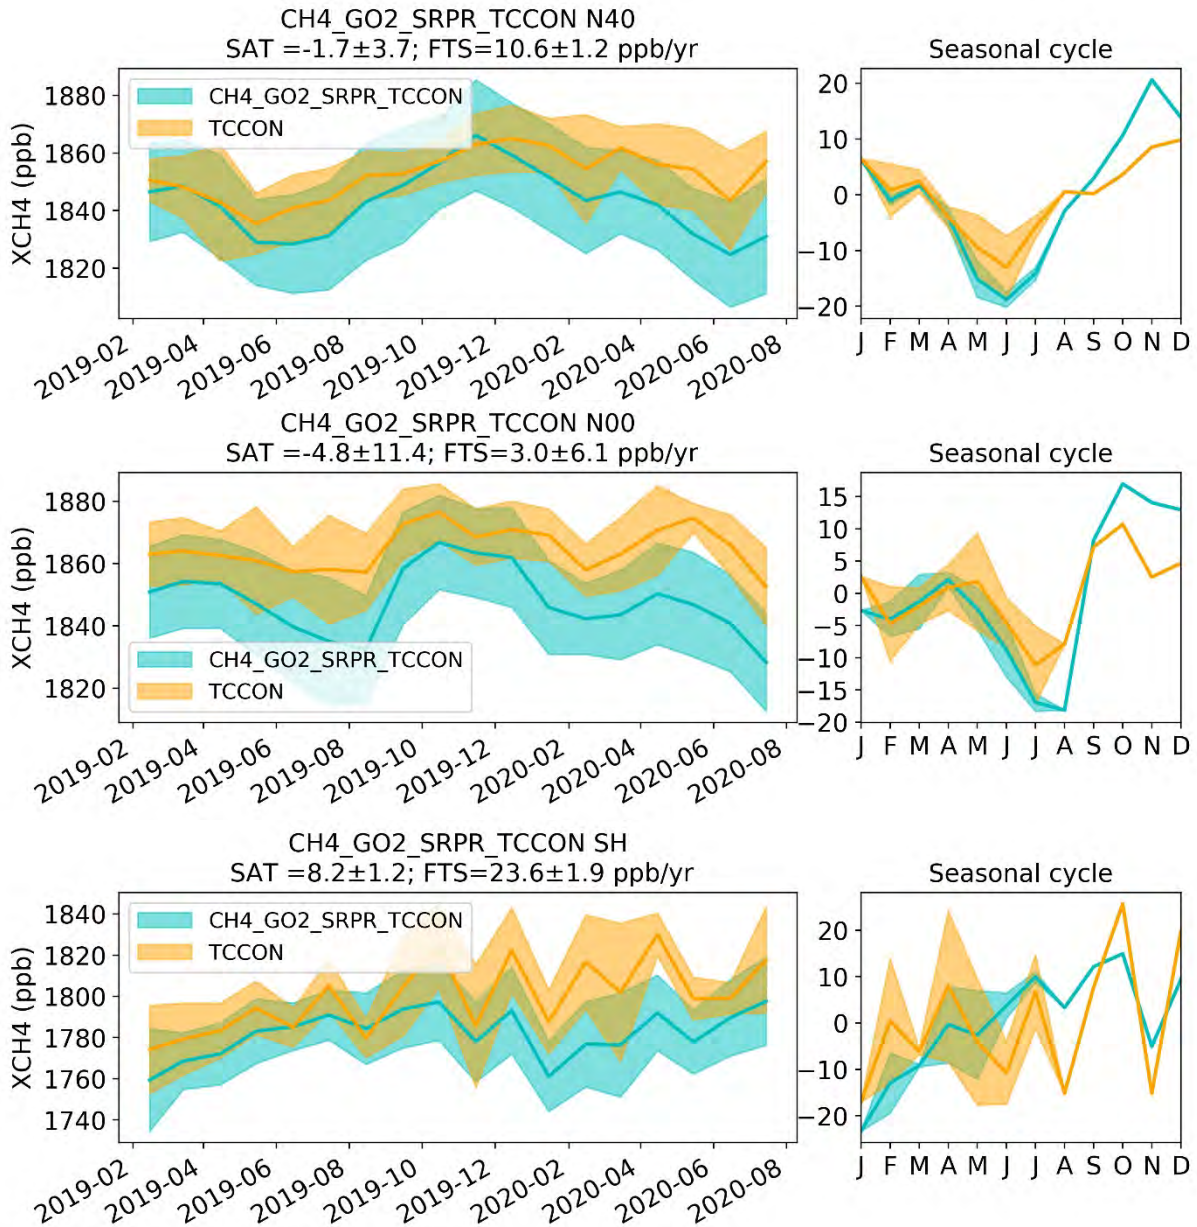 CH4_GO2_SRPR_TCCON N40
SAT =-1.7±3.7; FTS=10.6±1.2 ppb/yr
Seasonal cycle
XCH4 (ppb)
1880
1860
1840
1820
CH4_GO2_SRPR_TCCON
TCCON
2019-02
2019-04
2019-06
2019-08
2019-10
2019-12
2020-02
2020-04
2020-06
2020-08
20
10
0
−10
−20
J F M A M J J A S O N D
CH4_GO2_SRPR_TCCON N00
SAT =-4.8±11.4; FTS=3.0±6.1 ppb/yr
Seasonal cycle
XCH4 (ppb)
1880
1860
1840
1820
CH4_GO2_SRPR_TCCON
TCCON
2019-02
2019-04
2019-06
2019-08
2019-10
2019-12
2020-02
2020-04
2020-06
2020-08
15
10
5
0
−5
−10
−15
−20
J F M A M J J A S O N D
CH4_GO2_SRPR_TCCON SH
SAT =8.2±1.2; FTS=23.6±1.9 ppb/yr
Seasonal cycle
XCH4 (ppb)
1840
1820
1800
1780
1760
1740
CH4_GO2_SRPR_TCCON
TCCON
2019-02
2019-04
2019-06
2019-08
2019-10
2019-12
2020-02
2020-04
2020-06
2020-08
20
10
0
−10
−20
J F M A M J J A S O N D